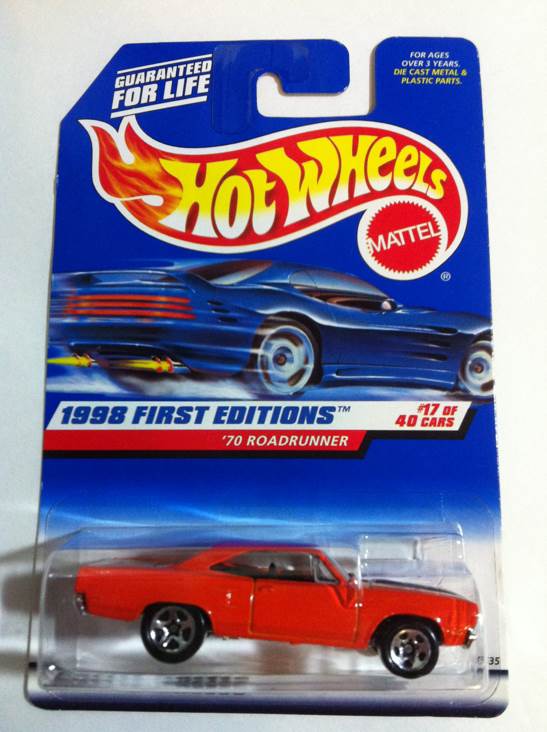 GUARANTEED
FOR LIFE
FOR AGES
OVER 3 YEARS.
DIE CAST METAL &
PLASTIC PARTS.
HOT WHEELS
MATTEL
®
1998 FIRST EDITIONS™
#17 OF
40 CARS
'70 ROADRUNNER